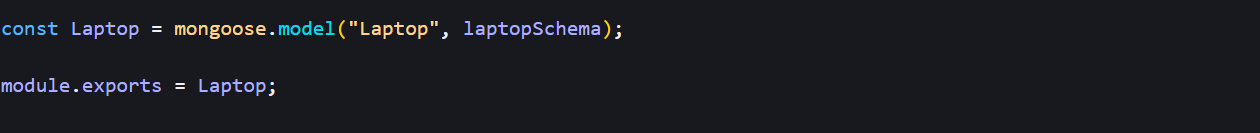 const Laptop = mongoose.model("Laptop", laptopSchema);
module.exports = Laptop;